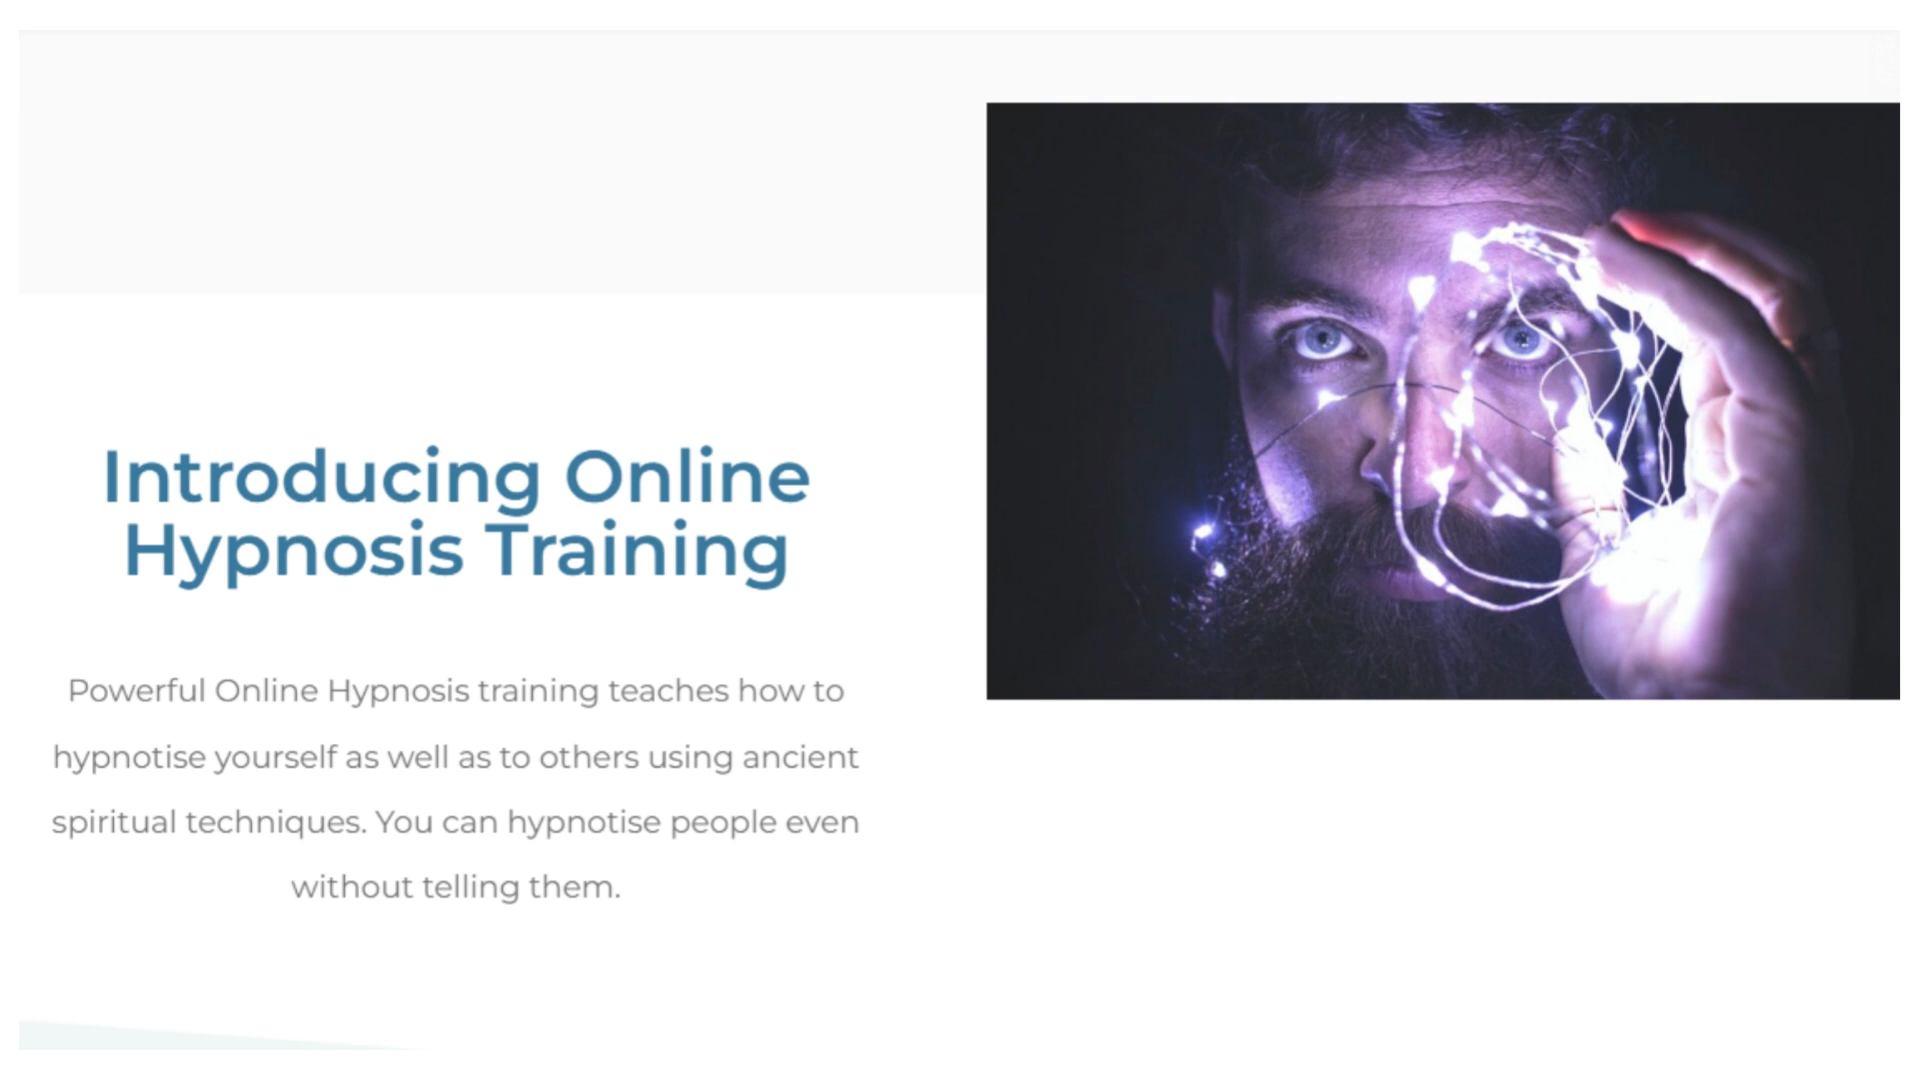 Introducing Online
Hypnosis Training
Powerful Online Hypnosis training teaches how to
hypnotise yourself as well as to others using ancient
spiritual techniques. You can hypnotise people even
without telling them.